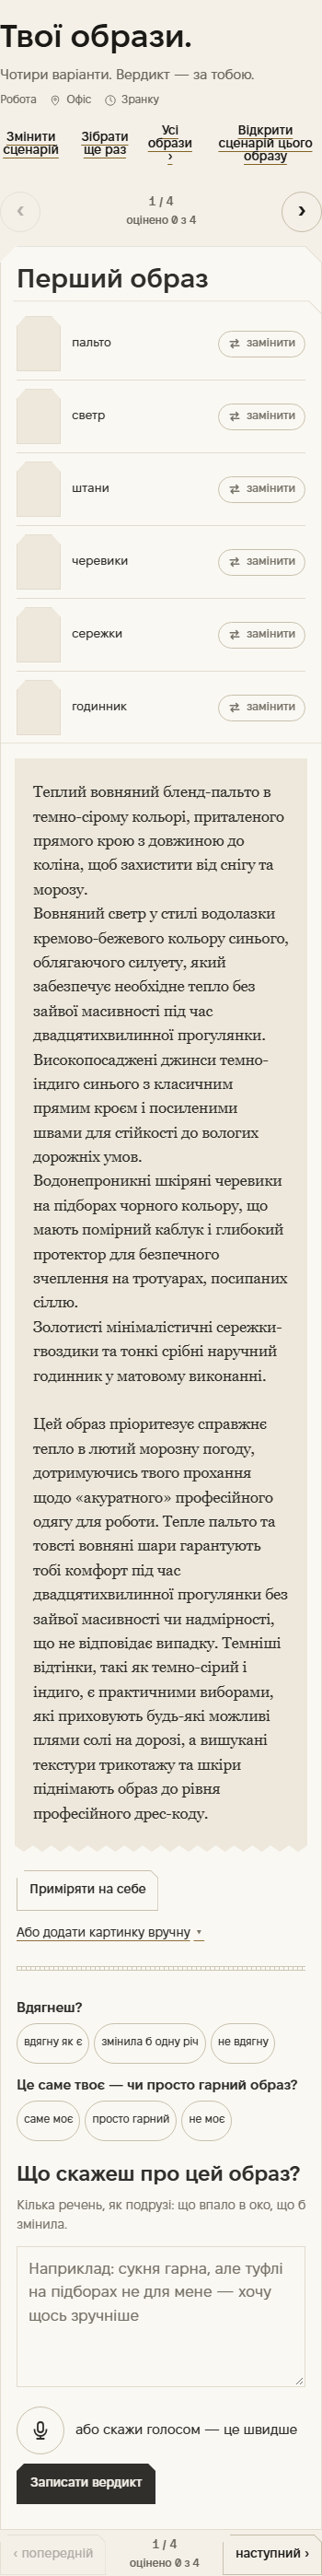 Твої образи.
Чотири варіанти. Вердикт — за тобою.
Робота Офіс Зранку
Змінити
сценарій
Зібрати
ще раз
Усі
образи
›
Відкрити
сценарій цього
образу
‹
1 / 4
оцінено 0 з 4
›
Перший образ
пальто
замінити
светр
замінити
штани
замінити
черевики
замінити
сережки
замінити
годинник
замінити
Теплий вовняний бленд-пальто в
темно-сірому кольорі, приталеного
прямого крою з довжиною до
коліна, щоб захистити від снігу та
морозу.
Вовняний светр у стилі водолазки
кремово-бежевого кольору синього,
облягаючого силуету, який
забезпечує необхідне тепло без
зайвої масивності під час
двадцятихвилинної прогулянки.
Високопосаджені джинси темно-
індиго синього з класичним
прямим кроєм і посиленими
швами для стійкості до вологих
дорожніх умов.
Водонепроникні шкіряні черевики
на підборах чорного кольору, що
мають помірний каблук і глибокий
протектор для безпечного
зчеплення на тротуарах, посипаних
сіллю.
Золотисті мінімалістичні сережки-
гвоздики та тонкі срібні наручний
годинник у матовому виконанні.
Цей образ пріоритезує справжнє
тепло в лютий морозну погоду,
дотримуючись твого прохання
щодо «акуратного» професійного
одягу для роботи. Тепле пальто та
товсті вовняні шари гарантують
тобі комфорт під час
двадцятихвилинної прогулянки без
зайвої масивності чи надмірності,
що не відповідає випадку. Темніші
відтінки, такі як темно-сірий і
індиго, є практичними виборами,
які приховують будь-які можливі
плями солі на дорозі, а вишукані
текстури трикотажу та шкіри
піднімають образ до рівня
професійного дрес-коду.
Приміряти на себе
Або додати картинку вручну
Вдягнеш?
вдягну як є
змінила б одну річ
не вдягну
Це саме твоє — чи просто гарний образ?
саме моє
просто гарний
не моє
Що скажеш про цей образ?
Кілька речень, як подрузі: що впало в око, що б
змінила.
Наприклад: сукня гарна, але туфлі
на підборах не для мене — хочу
щось зручніше
або скажи голосом — це швидше
Записати вердикт
‹ попередній
1 / 4
оцінено 0 з 4
наступний ›